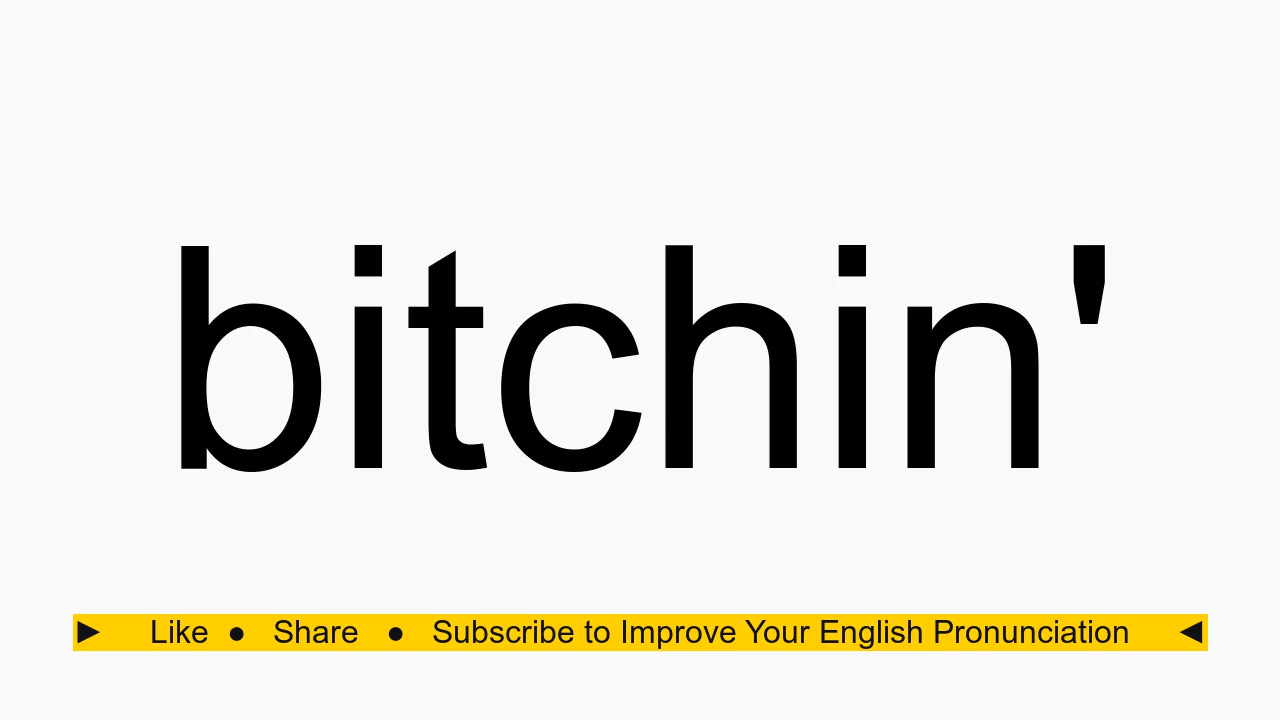 bitchin'
► Like ● Share ● Subscribe to Improve Your English Pronunciation ◄